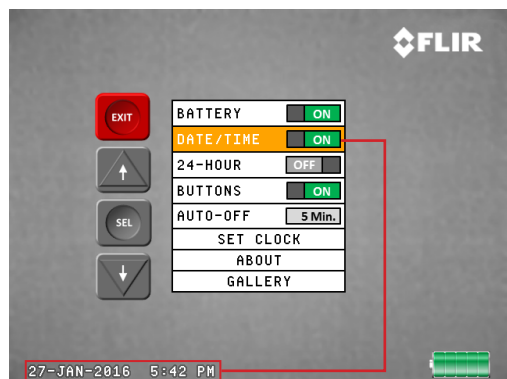 FLIR
EXIT
BATTERY ON
DATE/TIME ON
24-HOUR OFF
BUTTONS ON
SEL
AUTO-OFF 5 Min.
SET CLOCK
ABOUT
GALLERY
27-JAN-2016 5:42 PM